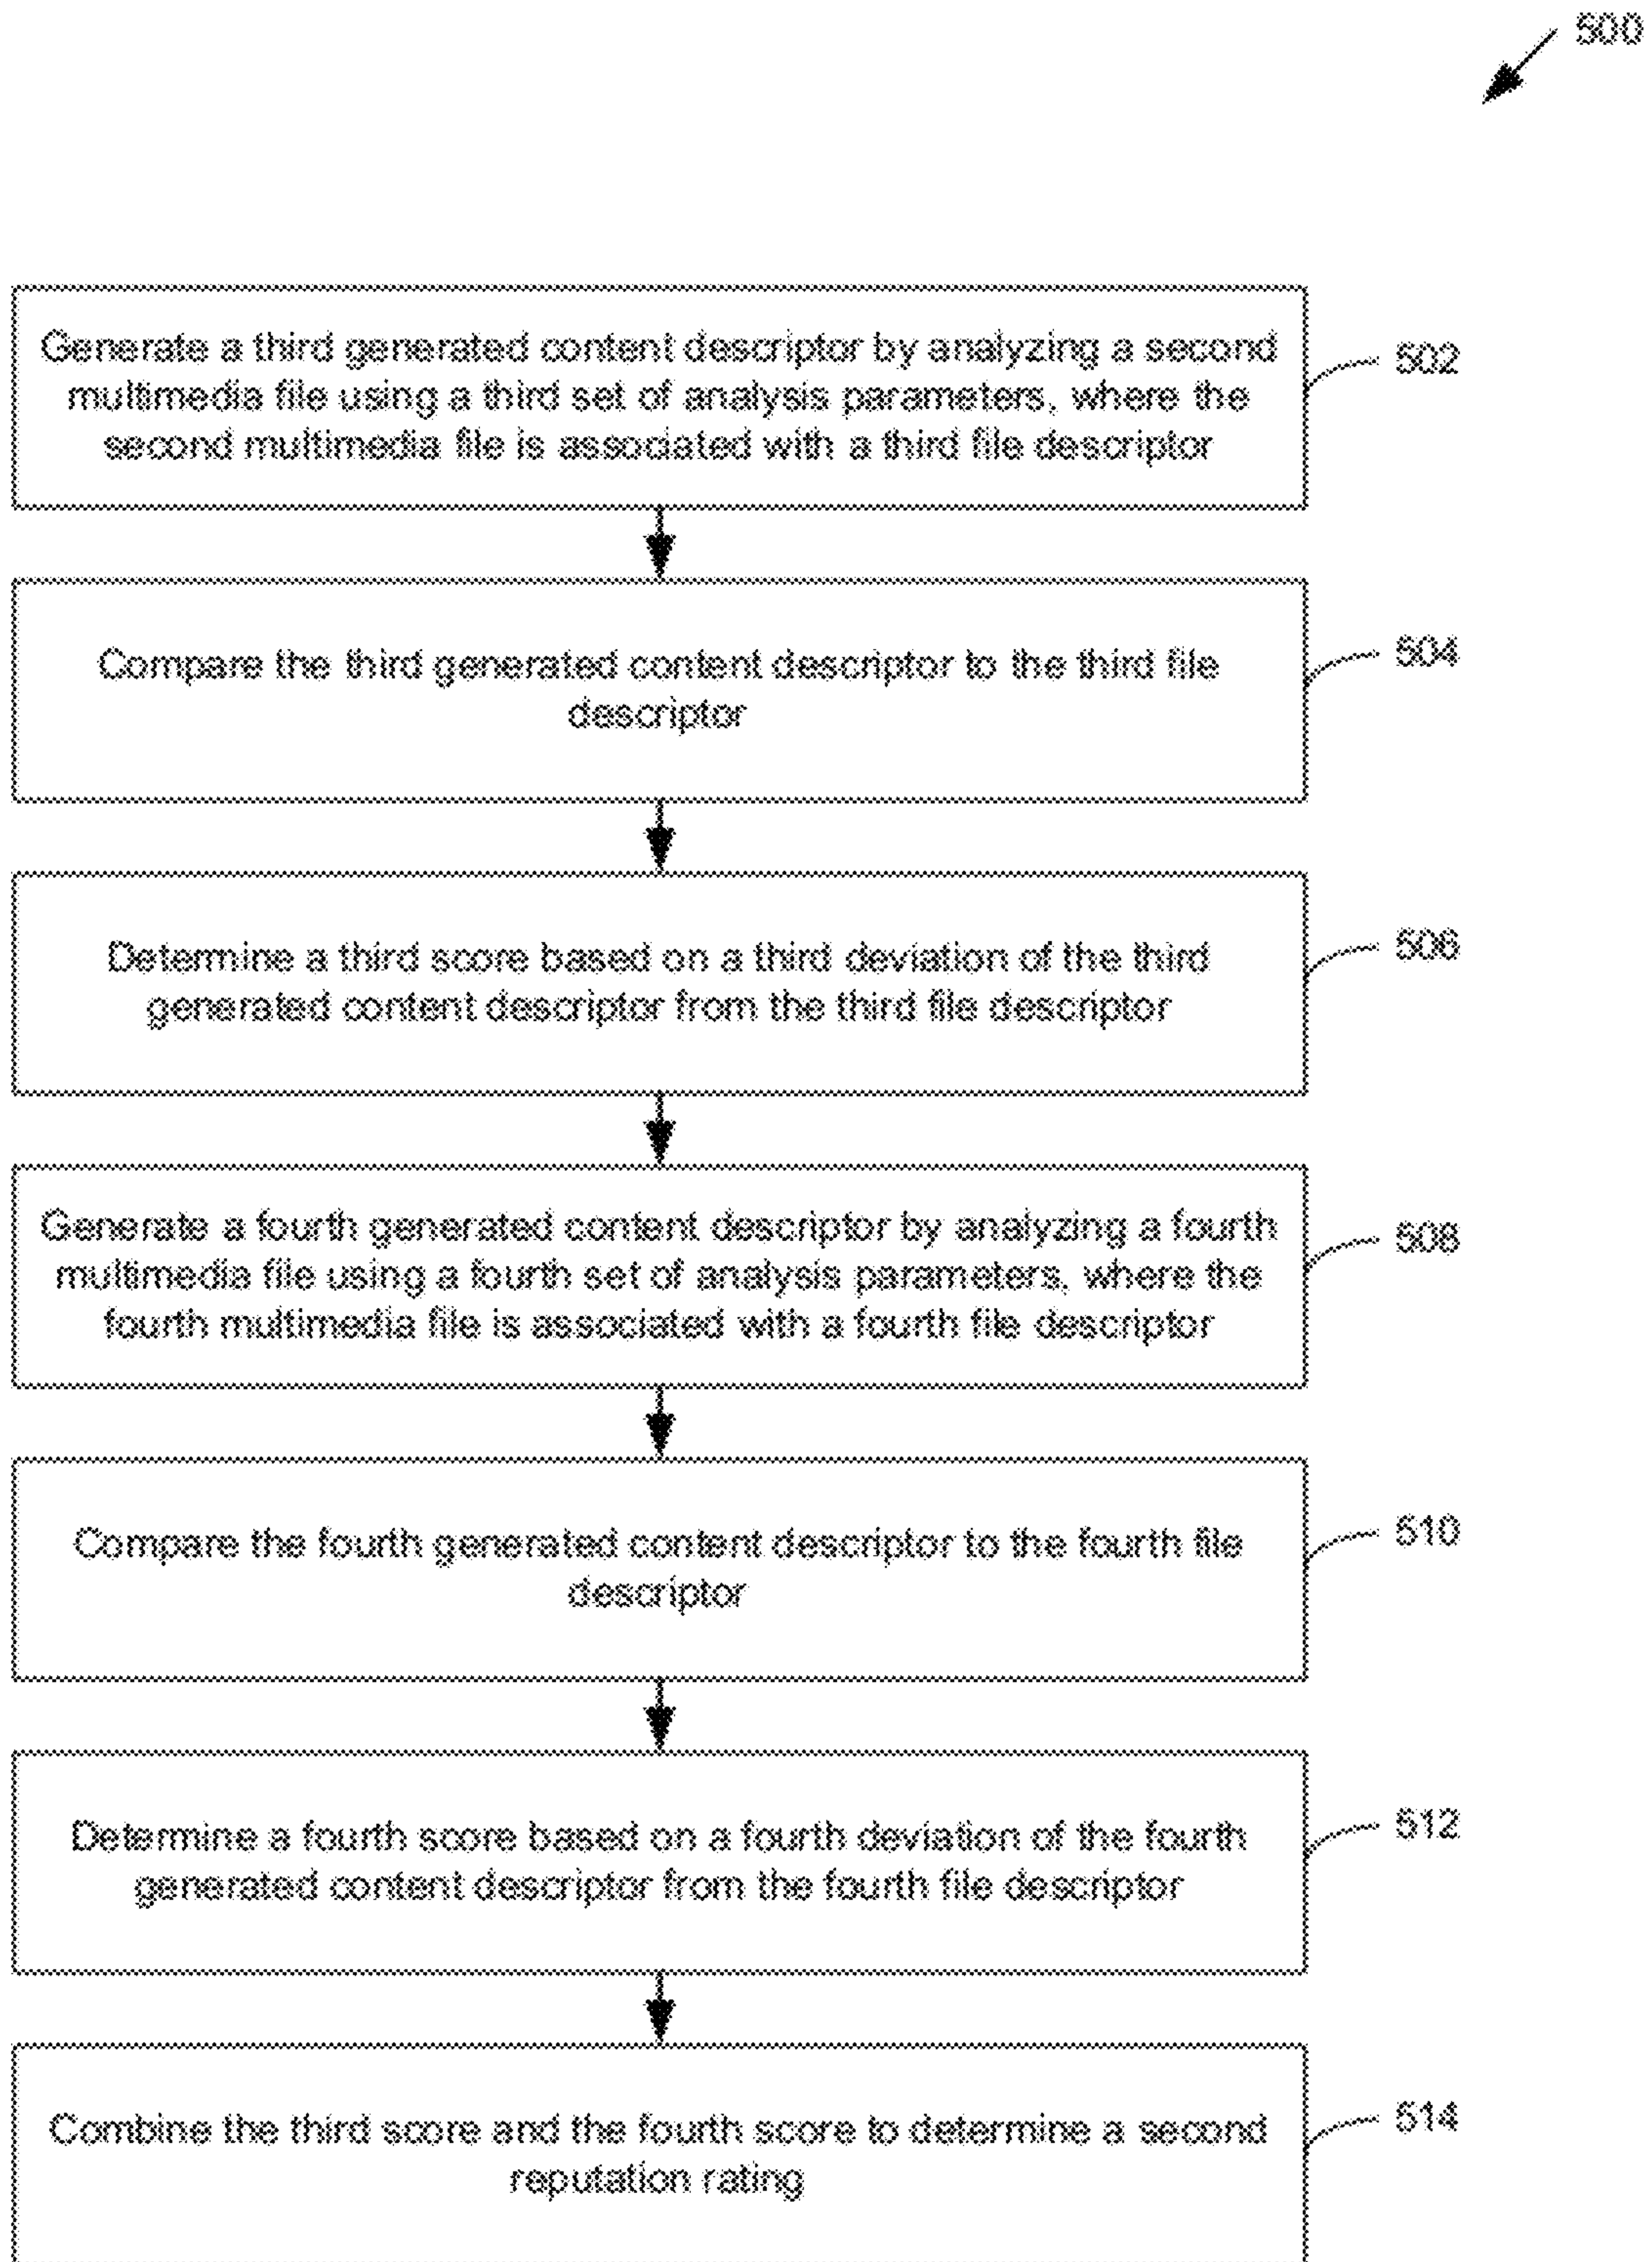 500
Generate a third generated content descriptor by analyzing a second
multimedia file using a third set of analysis parameters, where the
second multimedia file is associated with a third file descriptor
502
Compare the third generated content descriptor to the third file
descriptor
504
Determine a third score based on a third deviation of the third
generated content descriptor from the third file descriptor
506
Generate a fourth generated content descriptor by analyzing a fourth
multimedia file using a fourth set of analysis parameters, where the
fourth multimedia file is associated with a fourth file descriptor
508
Compare the fourth generated content descriptor to the fourth file
descriptor
510
Determine a fourth score based on a fourth deviation of the fourth
generated content descriptor from the fourth file descriptor
512
Combine the third score and the fourth score to determine a second
reputation rating
514